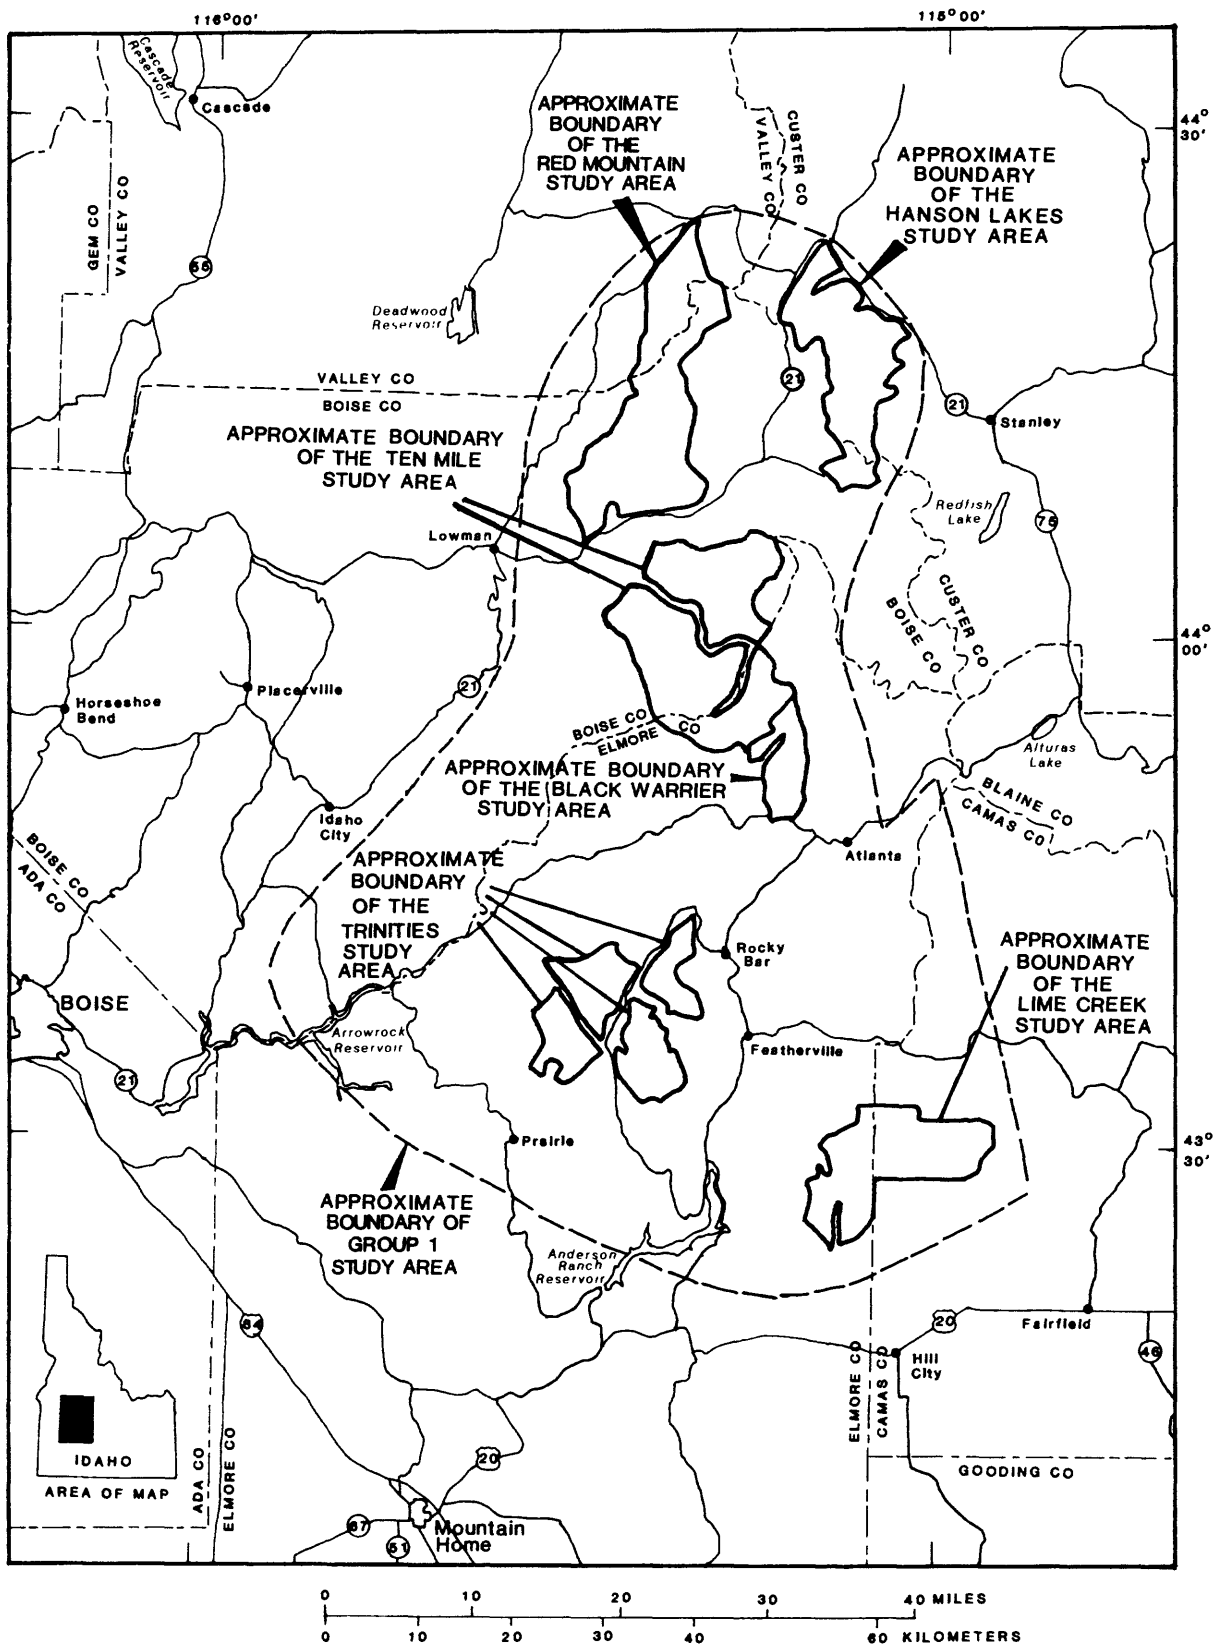 116°00'
115°00'
Cascade
Reservoir
Cascade
APPROXIMATE
BOUNDARY
OF THE
RED MOUNTAIN
STUDY AREA
CUSTER CO
VALLEY CO
APPROXIMATE
BOUNDARY
OF THE
HANSON LAKES
STUDY AREA
44°
30'
GEM CO
VALLEY CO
55
Deadwood
Reservoir
VALLEY CO
BOISE CO
21
21
Stanley
APPROXIMATE BOUNDARY
OF THE TEN MILE
STUDY AREA
Redfish
Lake
75
Lowman
CUSTER CO
BOISE CO
44°
00'
Horseshoe
Bend
Placerville
21
BOISE CO
ELMORE CO
Alturas
Lake
APPROXIMATE BOUNDARY
OF THE BLACK WARRIER
STUDY AREA
BLAINE CO
CAMAS CO
Idaho
City
Atlanta
BOISE CO
ADA CO
APPROXIMATE
BOUNDARY
OF THE
TRINITIES
STUDY
AREA
Rocky
Bar
APPROXIMATE
BOUNDARY
OF THE
LIME CREEK
STUDY AREA
BOISE
Arrowrock
Reservoir
Featherville
21
Prairie
43°
30'
APPROXIMATE
BOUNDARY OF
GROUP 1
STUDY AREA
Anderson
Ranch
Reservoir
84
20
Fairfield
46
ELMORE CO
CAMAS CO
Hill
City
IDAHO
AREA OF MAP
ADA CO
ELMORE CO
20
GOODING CO
67
51
Mountain
Home
0 10 20 30 40 MILES
0 10 20 30 40 60 KILOMETERS